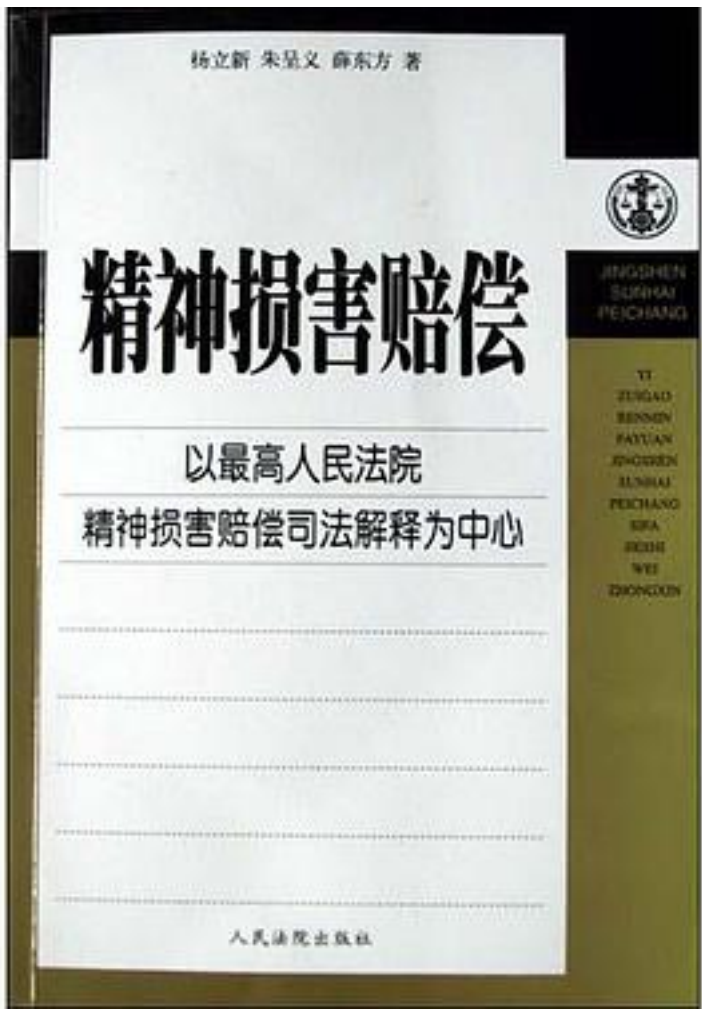 杨立新 朱呈义 薛东方 著
精神损害赔偿
以最高人民法院
精神损害赔偿司法解释为中心
JINGSHEN
SUNHAI
PEICHANG
YI
ZUIGAO
RENMIN
FAYUAN
JINGSHEN
SUNHAI
PEICHANG
SIFA
JIESHI
WEI
ZHONGXIN
人民法院出版社